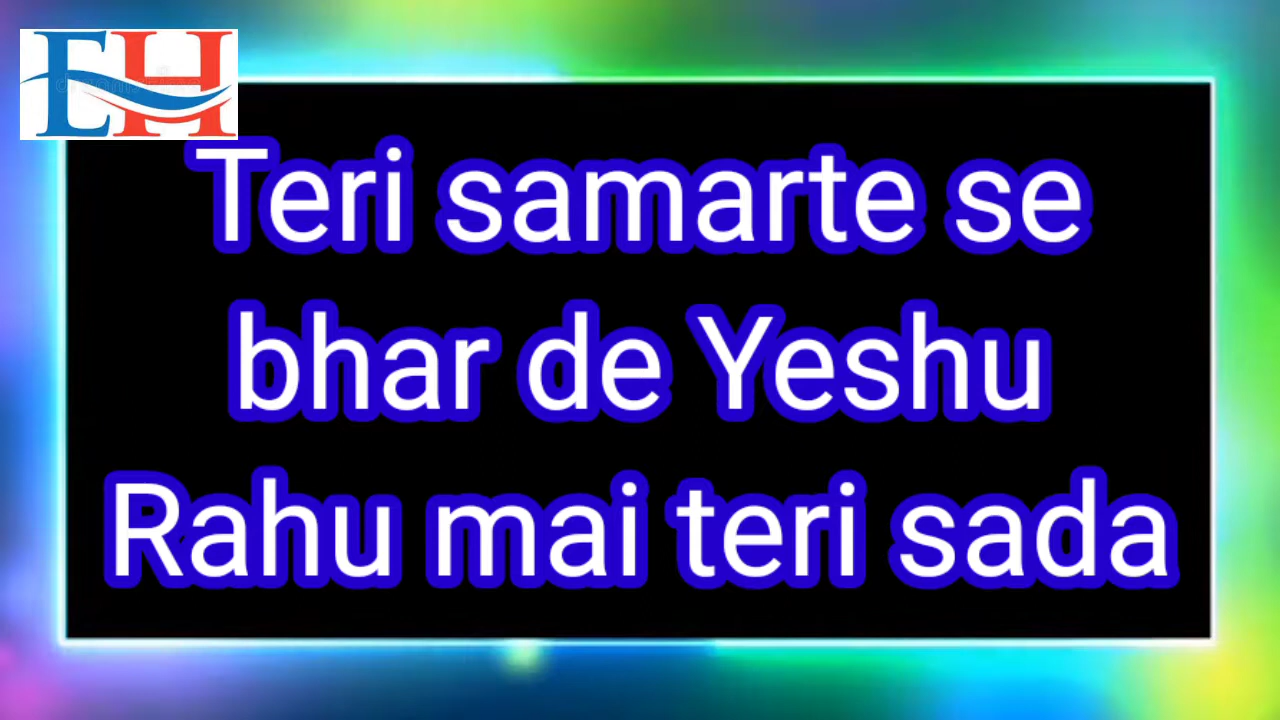 EH
Teri samarte se
bhar de Yeshu
Rahu mai teri sada